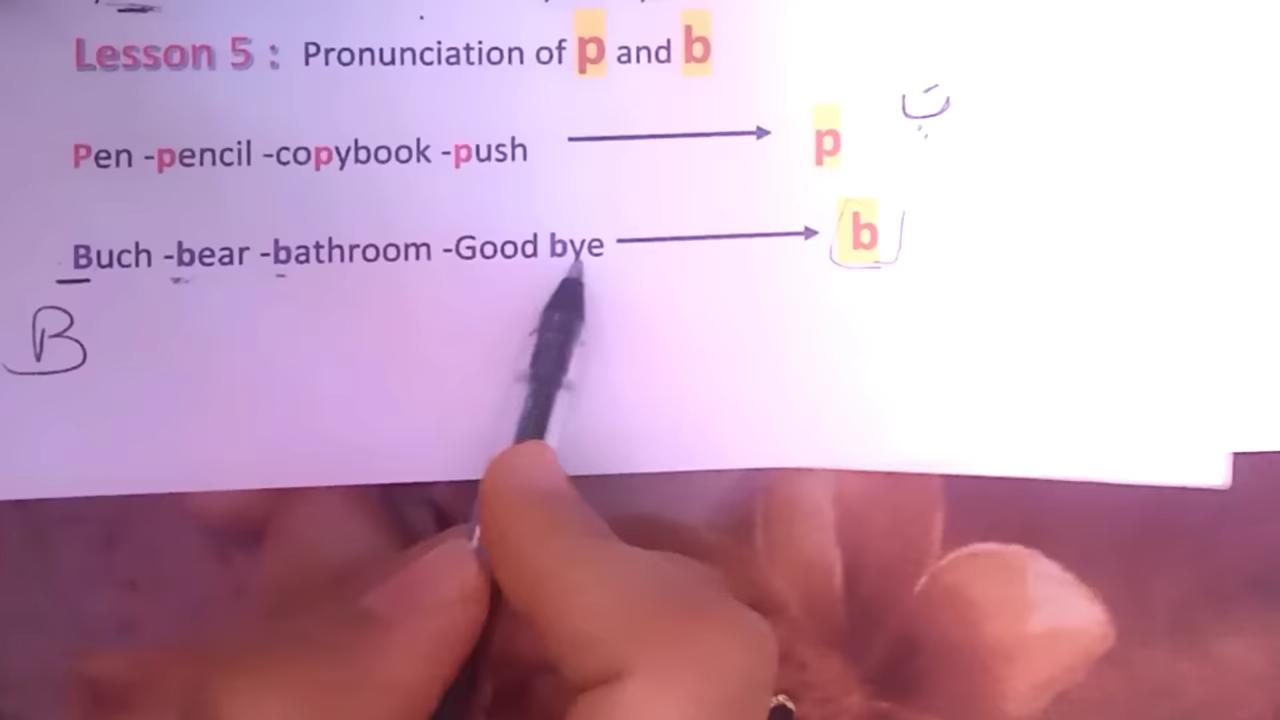 Lesson 5 : Pronunciation of p and b
Pen -pencil -copybook -push p پَ
Buch -bear -bathroom -Good bye b
B